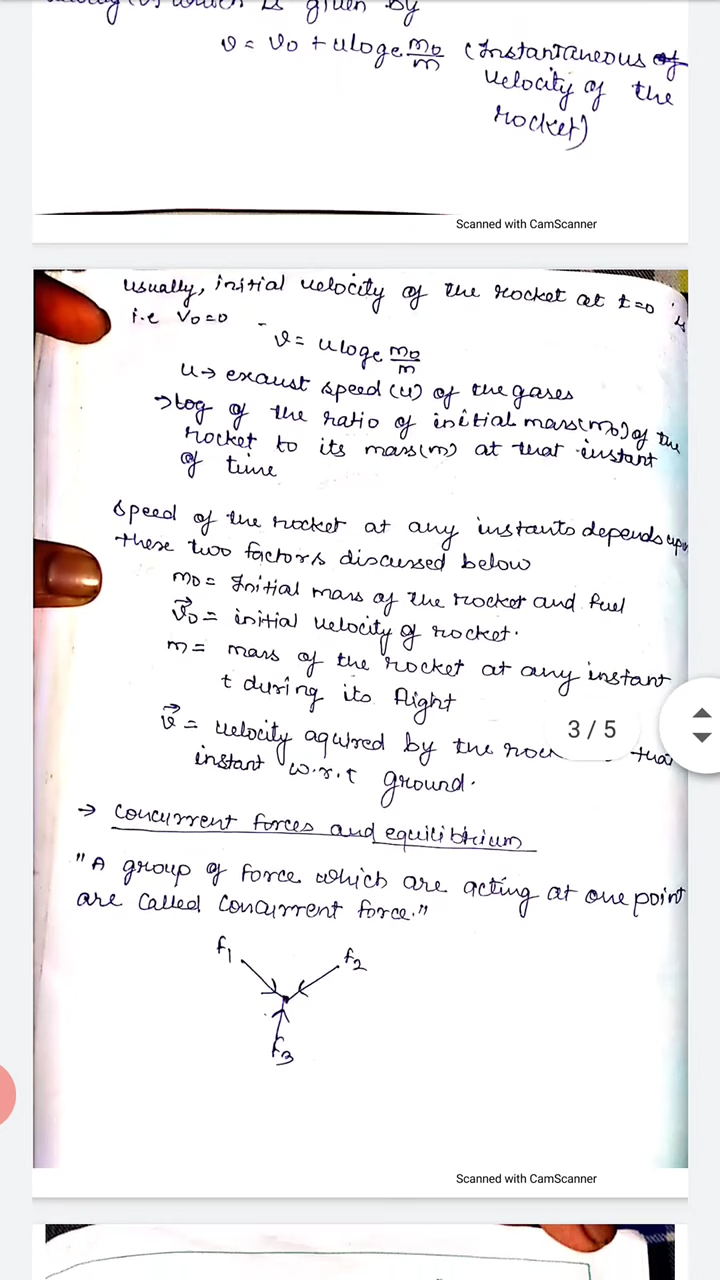 which is given by
v = v0 + uloge m0/m (Instantaneous of
velocity of the
rocket)
Scanned with CamScanner
usually, initial velocity of the rocket at t=0 is
i.e V0=0
v = uloge m0/m
u→ exaust speed (u) of the gases
→log of the ratio of initial mass(m0) of the
rocket to its mass(m) at that instant
of time
speed of the rocket at any instants depends upon
these two factors discussed below
m0 = Initial mass of the rocket and fuel
v⃗0 = initial velocity of rocket.
m = mass of the rocket at any instant
t during its flight
v⃗ = velocity aquired by the
3 / 5
instant w.r.t ground.
→ Concurrent forces and equilibrium
"A group of Force which are acting at one point
are called Concurrent force."
f1
f2
f3
Scanned with CamScanner